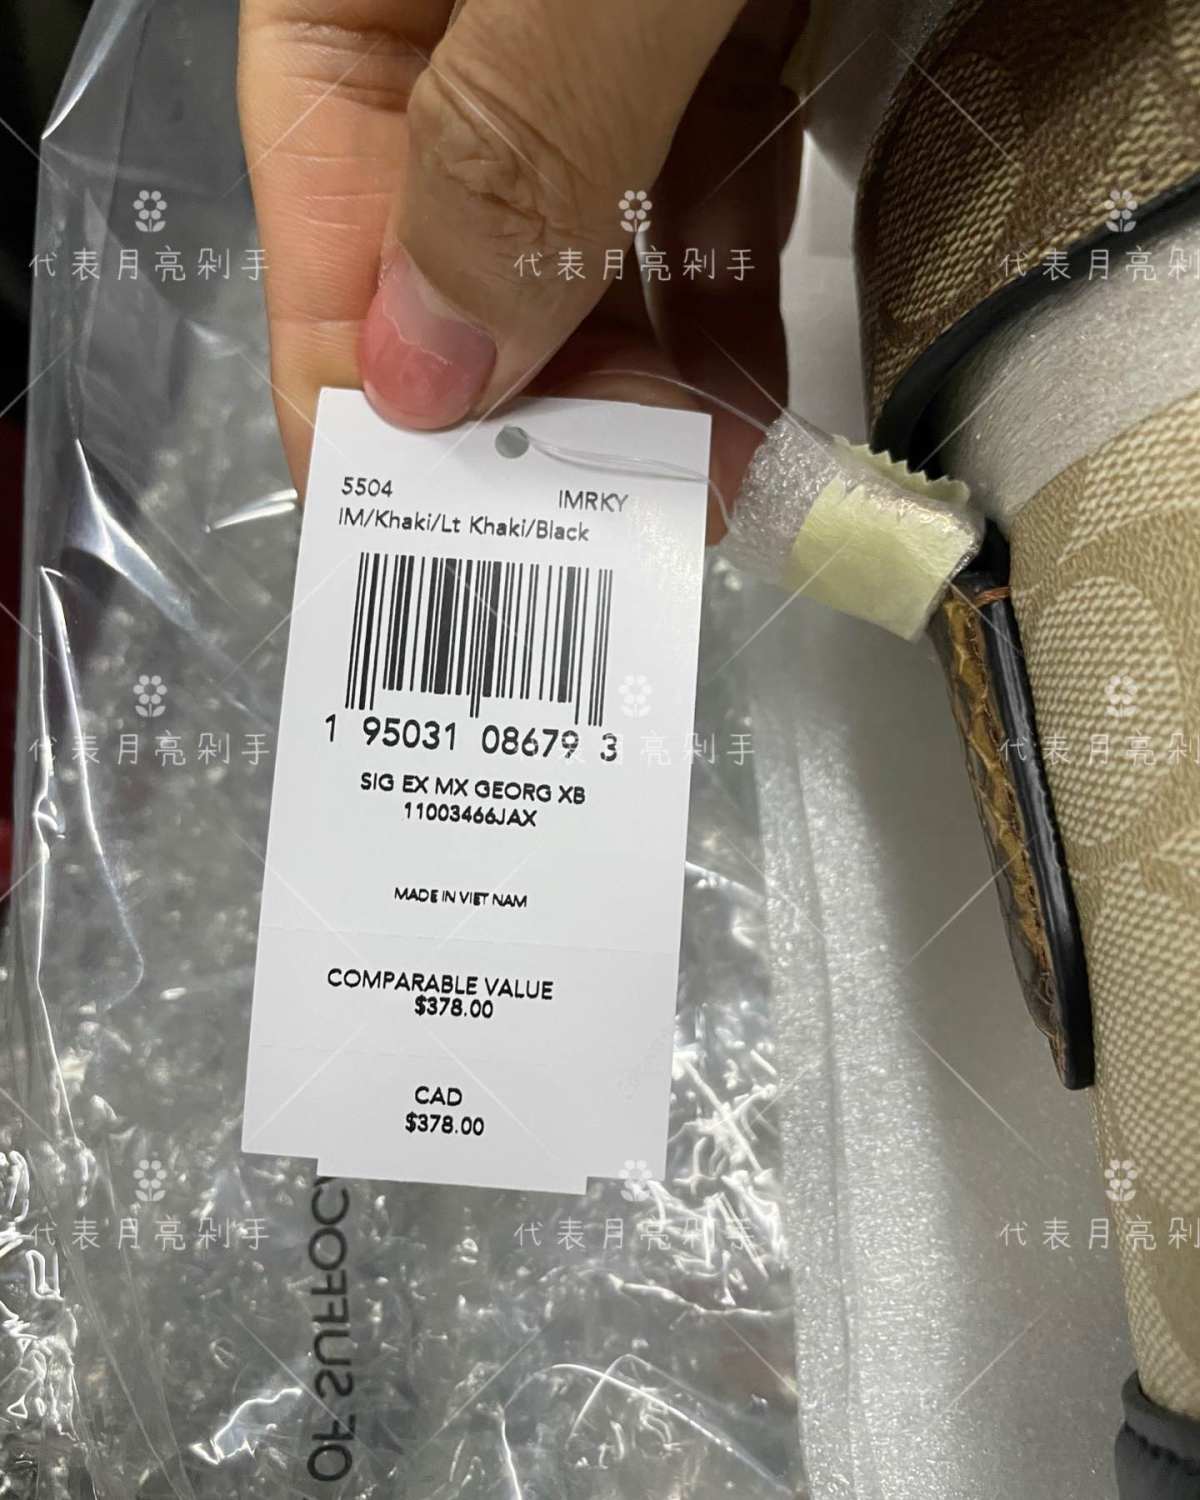 代表月亮剁手
代表月亮剁手
代表月亮剁
5504
IMRKY
IM/Khaki/Lt Khaki/Black
1 95031 08679 3
代表月亮剁手
代表月亮剁手
代表月亮剁
SIG EX MX GEORG XB
11003466JAX
MADE IN VIET NAM
COMPARABLE VALUE
$378.00
CAD
$378.00
代表月亮剁手
代表月亮剁手
代表月亮剁
OF SUFFOC